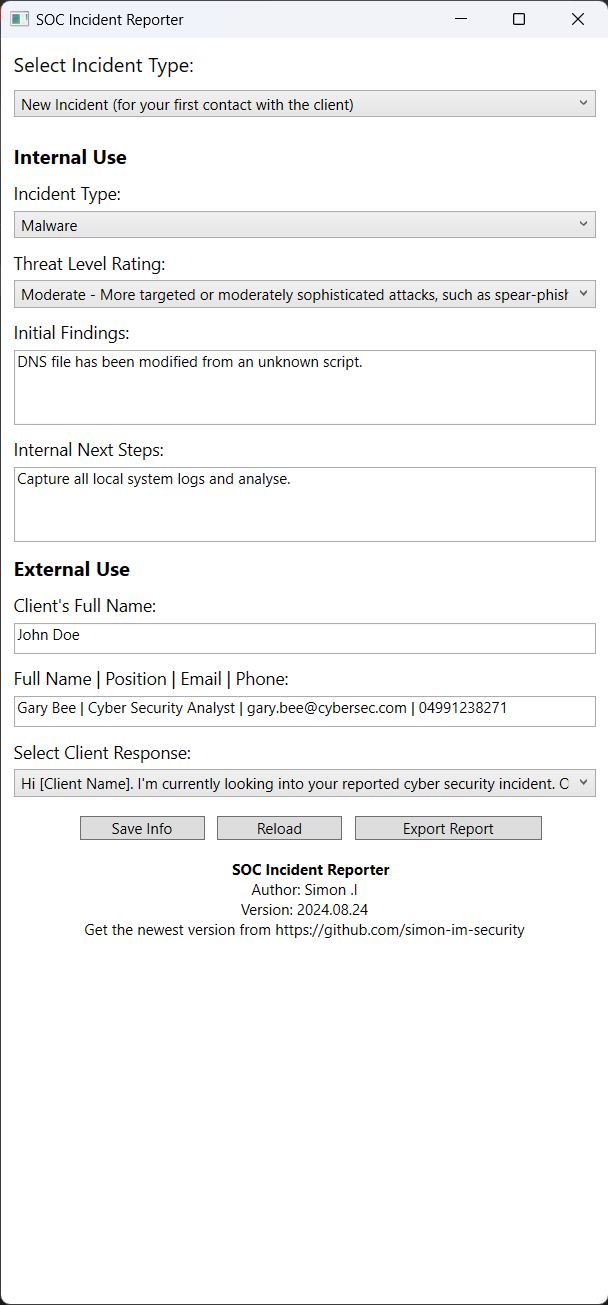 SOC Incident Reporter
Select Incident Type:
New Incident (for your first contact with the client)
Internal Use
Incident Type:
Malware
Threat Level Rating:
Moderate - More targeted or moderately sophisticated attacks, such as spear-phish
Initial Findings:
DNS file has been modified from an unknown script.
Internal Next Steps:
Capture all local system logs and analyse.
External Use
Client's Full Name:
John Doe
Full Name | Position | Email | Phone:
Gary Bee | Cyber Security Analyst | gary.bee@cybersec.com | 04991238271
Select Client Response:
Hi [Client Name]. I'm currently looking into your reported cyber security incident. O
Save Info Reload Export Report
SOC Incident Reporter
Author: Simon .I
Version: 2024.08.24
Get the newest version from https://github.com/simon-im-security